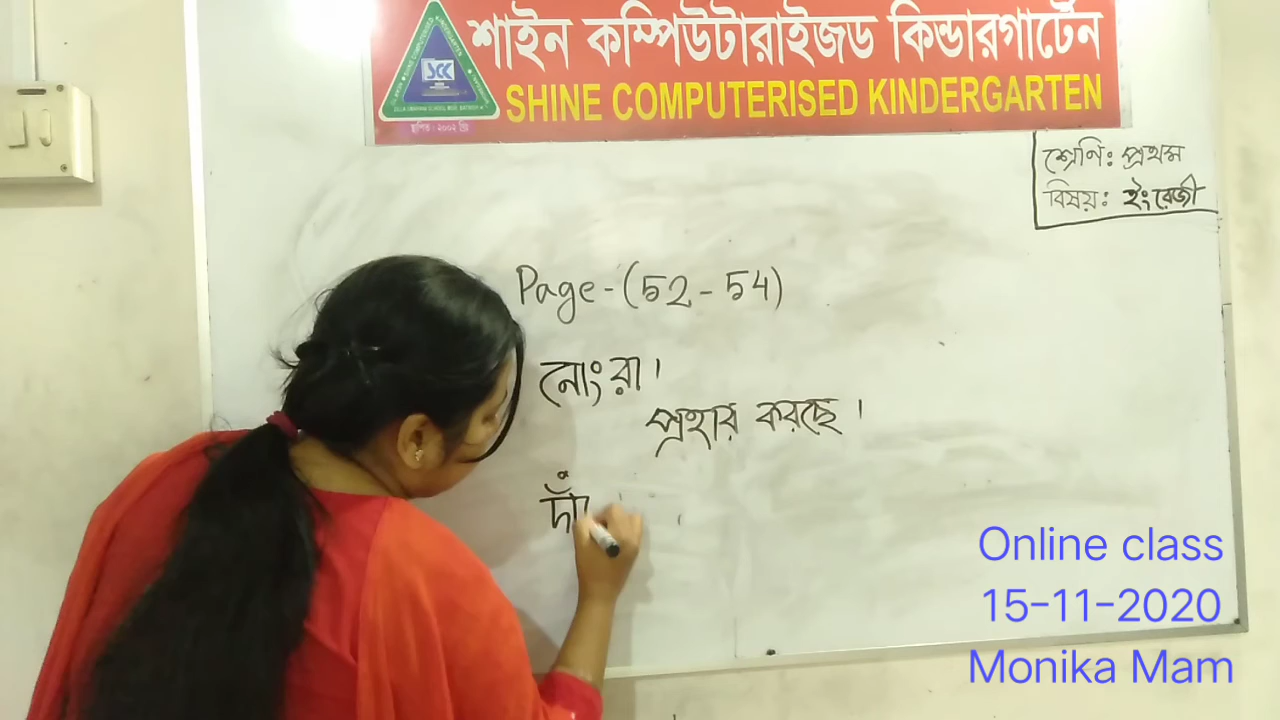 শাইন কম্পিউটারাইজড কিন্ডারগার্টেন
SHINE COMPUTERISED KINDERGARTEN
স্থাপিত : ২০০২ খ্রিঃ
শ্রেণি: প্রথম
বিষয়: ইংরেজী
Page - (52 - 54)
নোংরা।
প্রহার করছে।
দাঁ
Online class
15-11-2020
Monika Mam